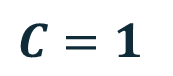 C = 1